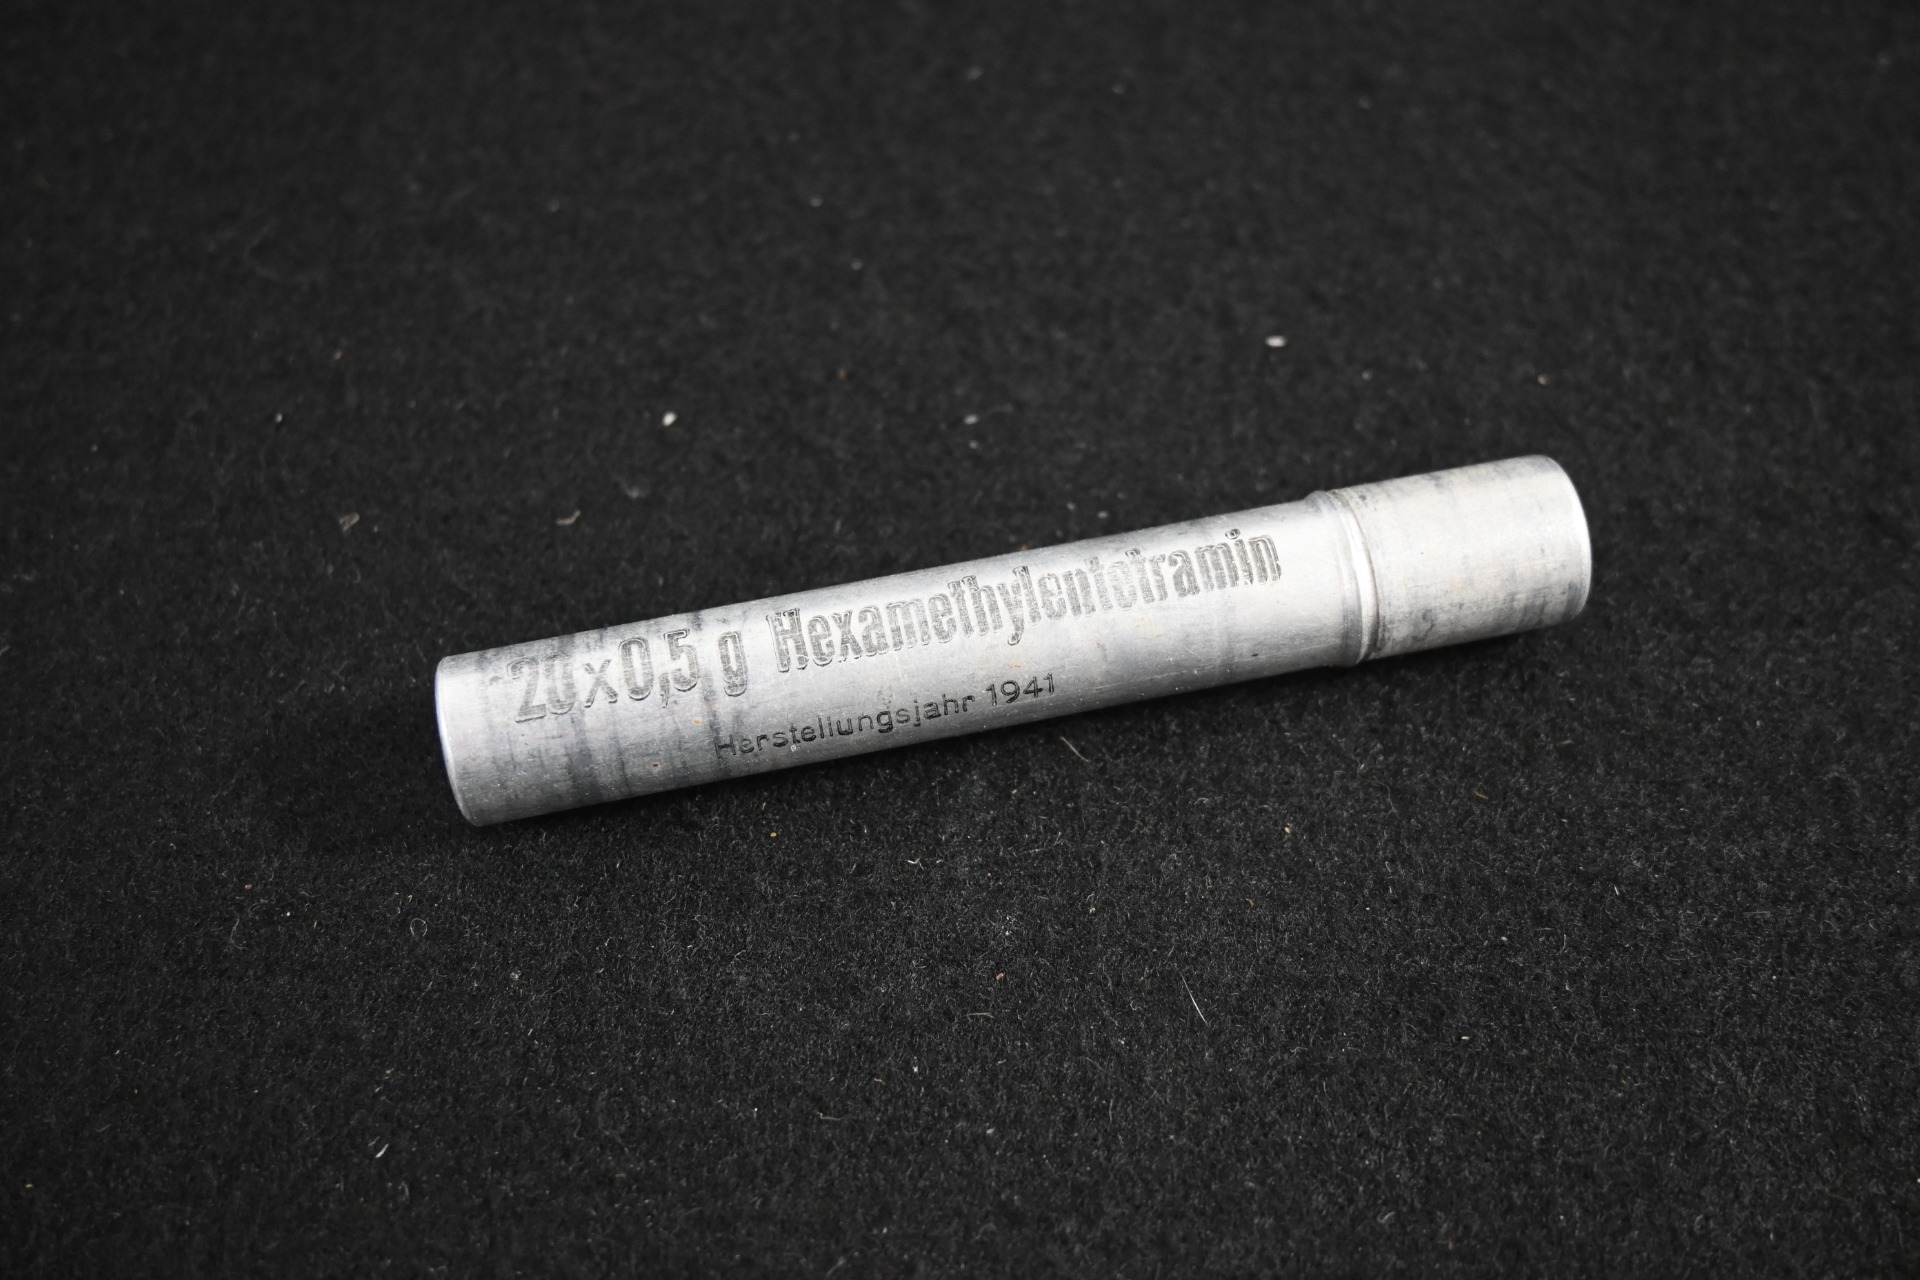 20x0,5 g Hexamethylentetramin
Herstellungsjahr 1941